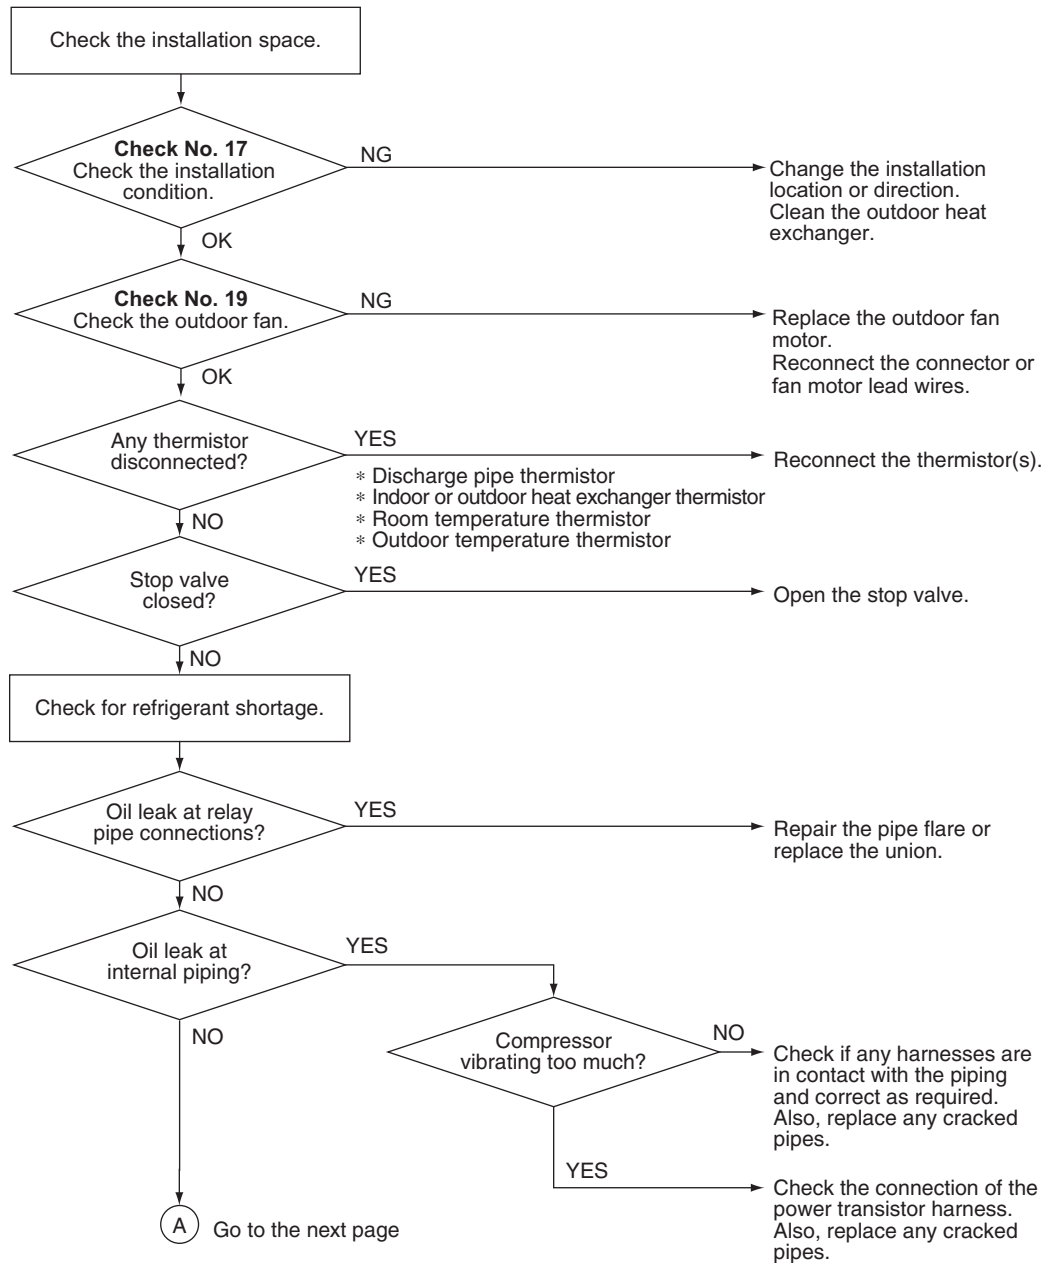 Check the installation space.
Check No. 17
Check the installation
condition.
NG
Change the installation
location or direction.
Clean the outdoor heat
exchanger.
OK
Check No. 19
Check the outdoor fan.
NG
Replace the outdoor fan
motor.
Reconnect the connector or
fan motor lead wires.
OK
Any thermistor
disconnected?
YES
Reconnect the thermistor(s).
∗ Discharge pipe thermistor
∗ Indoor or outdoor heat exchanger thermistor
∗ Room temperature thermistor
∗ Outdoor temperature thermistor
NO
Stop valve
closed?
YES
Open the stop valve.
NO
Check for refrigerant shortage.
Oil leak at relay
pipe connections?
YES
Repair the pipe flare or
replace the union.
NO
Oil leak at
internal piping?
YES
NO
Compressor
vibrating too much?
NO
Check if any harnesses are
in contact with the piping
and correct as required.
Also, replace any cracked
pipes.
YES
Check the connection of the
power transistor harness.
Also, replace any cracked
pipes.
A Go to the next page